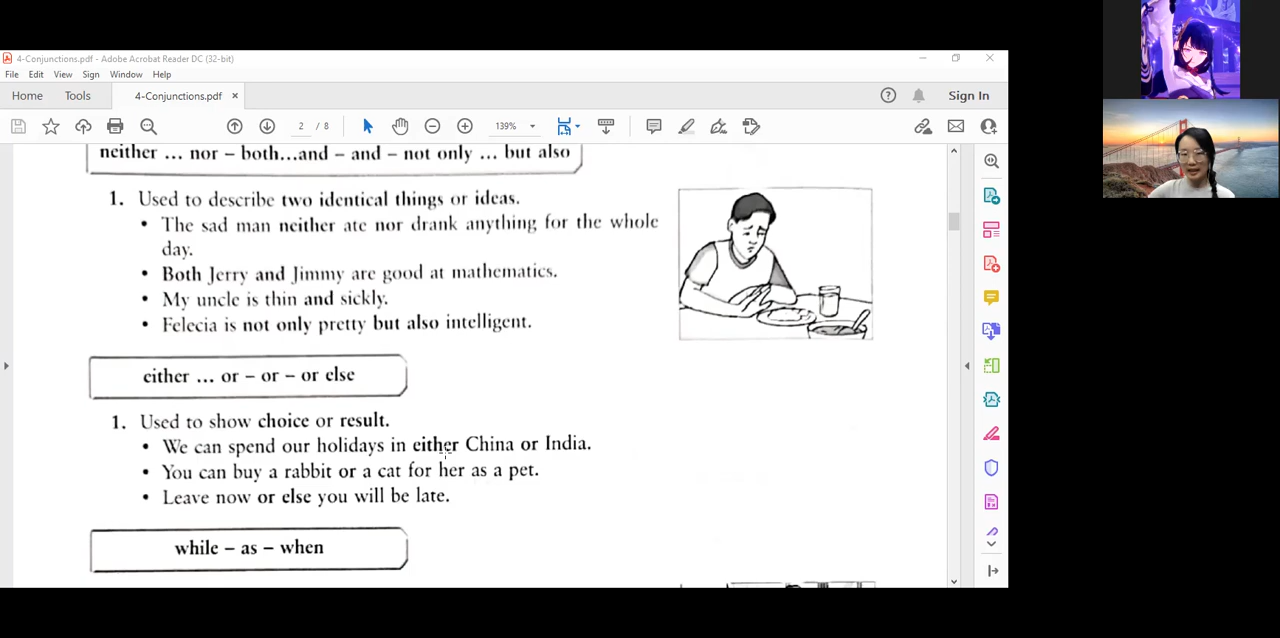 4-Conjunctions.pdf - Adobe Acrobat Reader DC (32-bit)
File Edit View Sign Window Help
Home Tools 4-Conjunctions.pdf × Sign In
2 / 8 139%
neither ... nor – both...and – and – not only ... but also
1. Used to describe two identical things or ideas.
• The sad man neither ate nor drank anything for the whole
day.
• Both Jerry and Jimmy are good at mathematics.
• My uncle is thin and sickly.
• Felecia is not only pretty but also intelligent.
either ... or – or – or else
1. Used to show choice or result.
• We can spend our holidays in either China or India.
• You can buy a rabbit or a cat for her as a pet.
• Leave now or else you will be late.
while – as – when